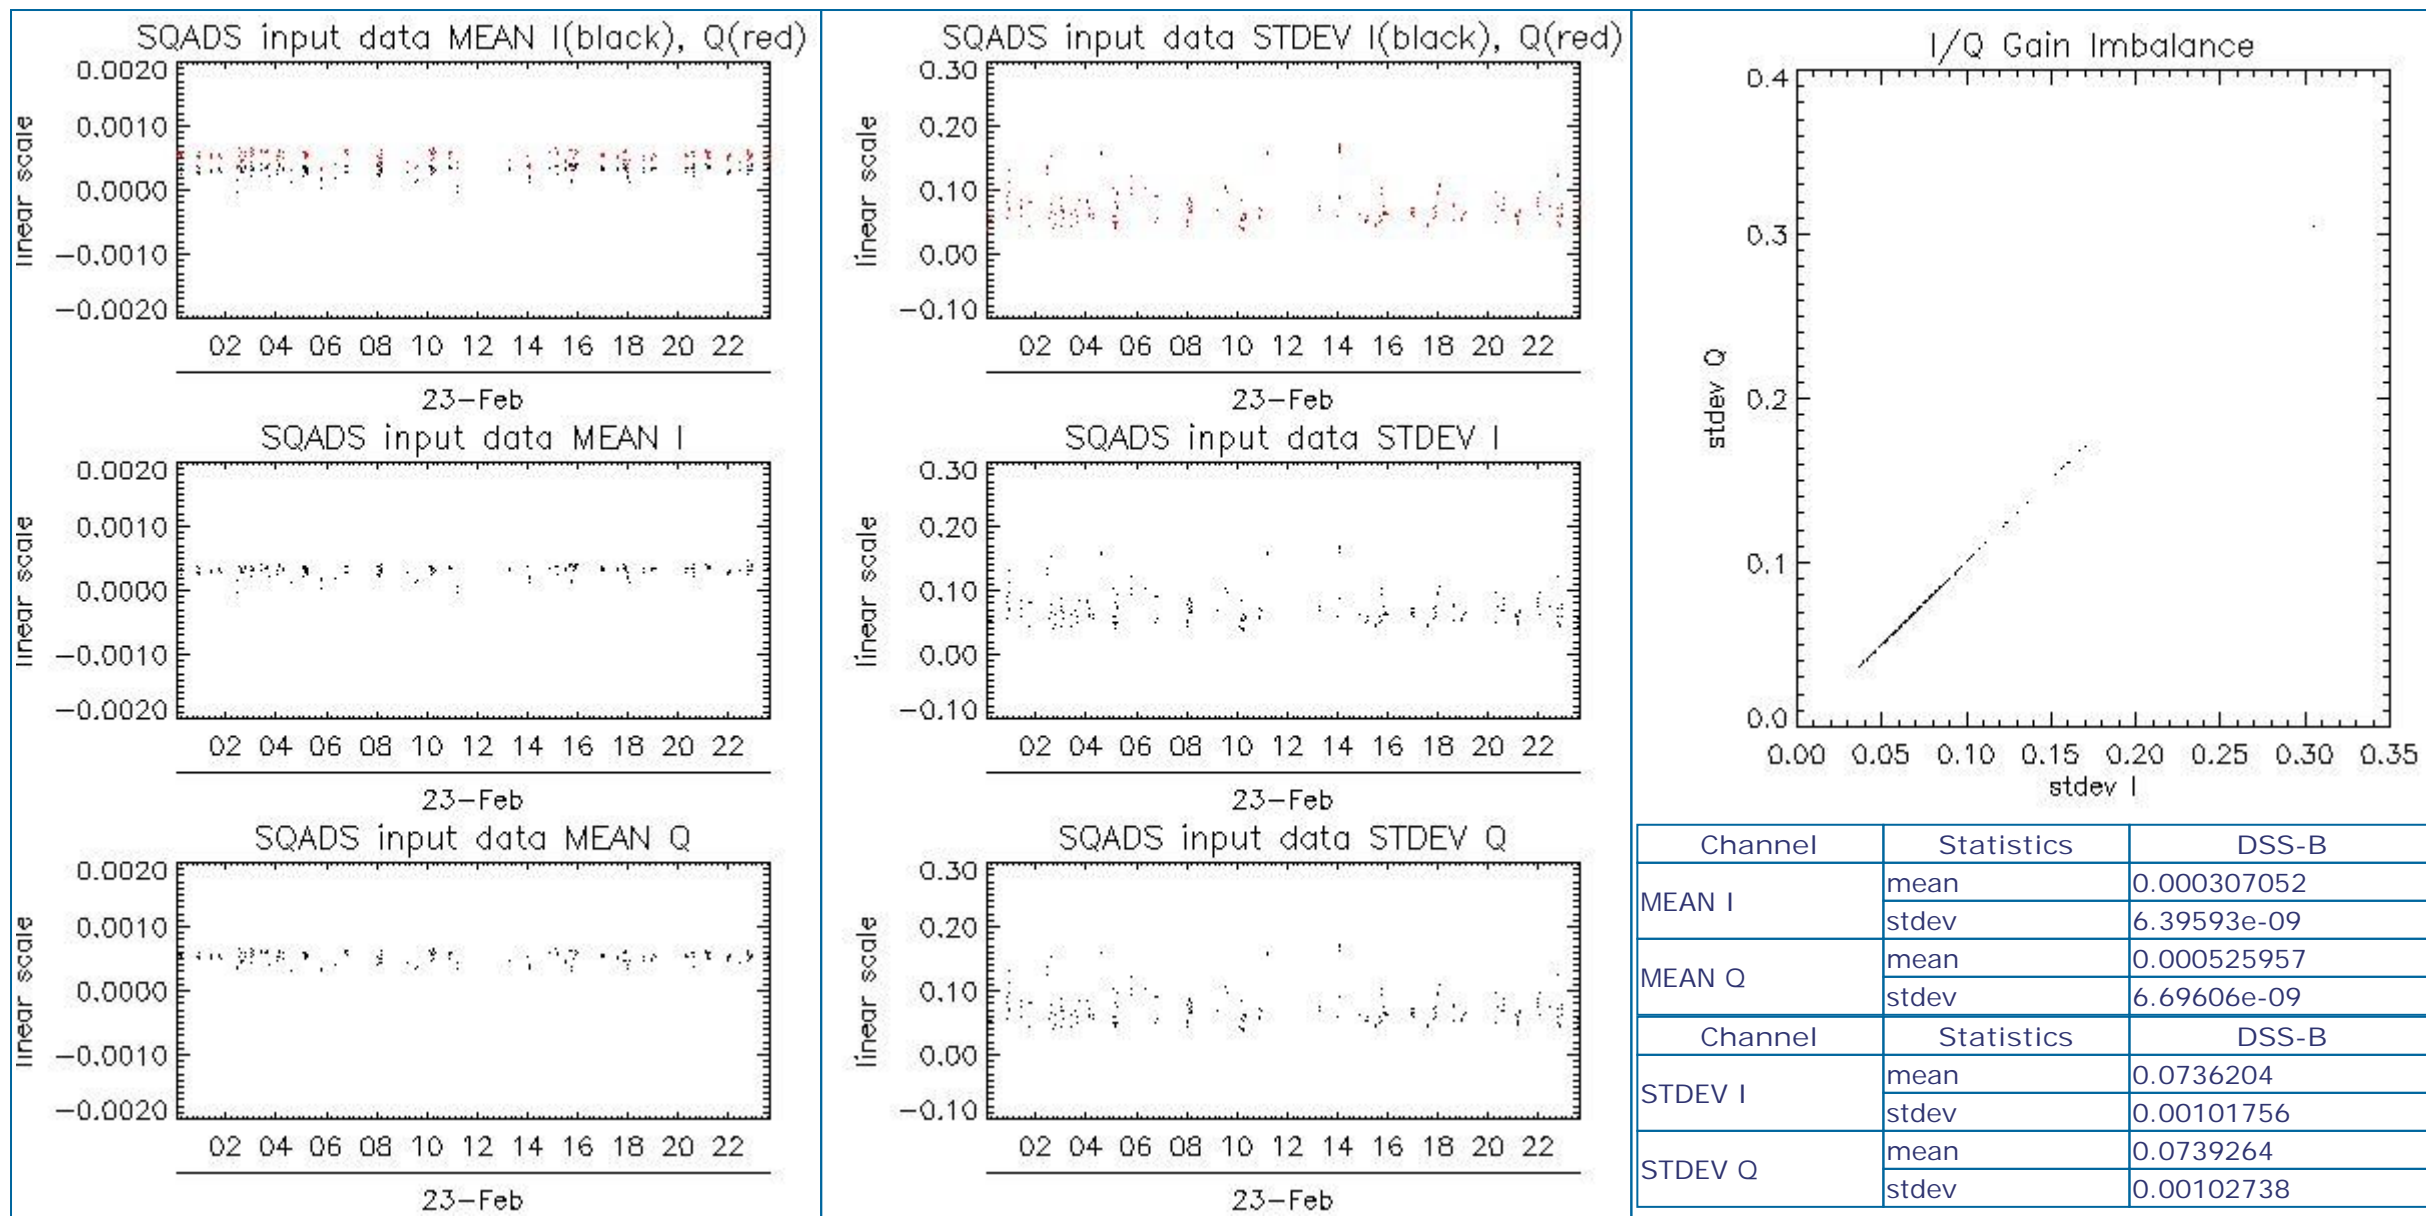 SQADS input data MEAN I(black), Q(red)
linear scale
0.0020
0.0010
0.0000
-0.0010
-0.0020
02 04 06 08 10 12 14 16 18 20 22
23-Feb
SQADS input data MEAN I
linear scale
0.0020
0.0010
0.0000
-0.0010
-0.0020
02 04 06 08 10 12 14 16 18 20 22
23-Feb
SQADS input data MEAN Q
linear scale
0.0020
0.0010
0.0000
-0.0010
-0.0020
02 04 06 08 10 12 14 16 18 20 22
23-Feb
SQADS input data STDEV I(black), Q(red)
linear scale
0.30
0.20
0.10
0.00
-0.10
02 04 06 08 10 12 14 16 18 20 22
23-Feb
SQADS input data STDEV I
linear scale
0.30
0.20
0.10
0.00
-0.10
02 04 06 08 10 12 14 16 18 20 22
23-Feb
SQADS input data STDEV Q
linear scale
0.30
0.20
0.10
0.00
-0.10
02 04 06 08 10 12 14 16 18 20 22
23-Feb
I/Q Gain Imbalance
stdev Q
0.4
0.3
0.2
0.1
0.0
0.00 0.05 0.10 0.15 0.20 0.25 0.30 0.35
stdev I
Channel Statistics DSS-B
MEAN I
mean 0.000307052
stdev 6.39593e-09
MEAN Q
mean 0.000525957
stdev 6.69606e-09
Channel Statistics DSS-B
STDEV I
mean 0.0736204
stdev 0.00101756
STDEV Q
mean 0.0739264
stdev 0.00102738